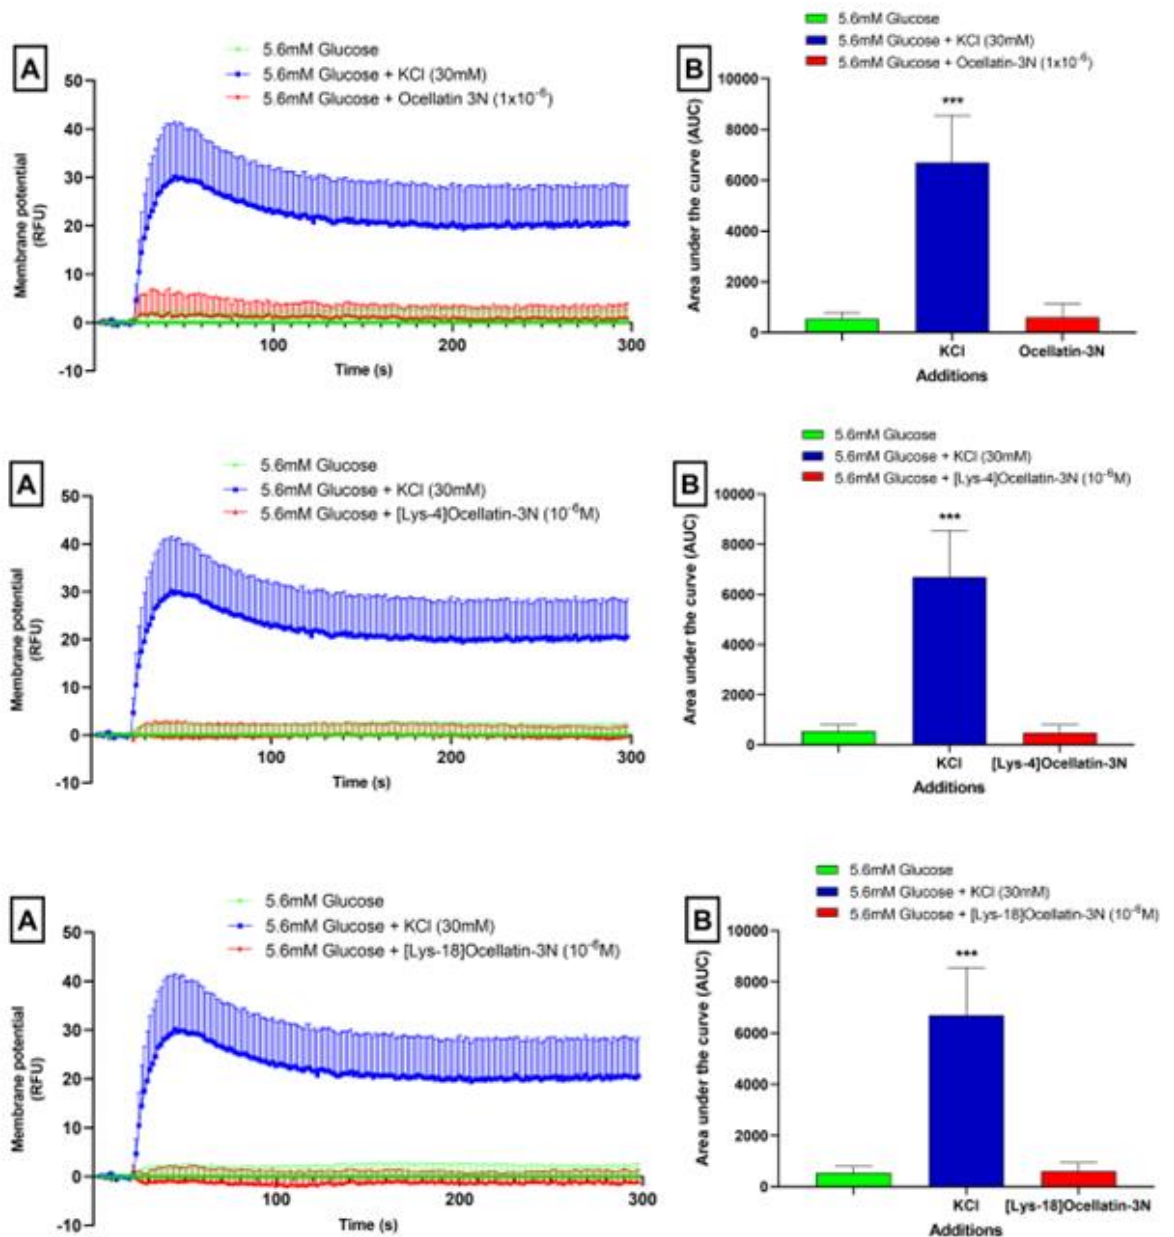 A
5.6mM Glucose
5.6mM Glucose + KCl (30mM)
5.6mM Glucose + Ocellatin 3N (1x10⁻⁶)
Membrane potential
(RFU)
50
40
30
20
10
0
-10
100
200
300
Time (s)
B
5.6mM Glucose
5.6mM Glucose + KCl (30mM)
5.6mM Glucose + Ocellatin-3N (1x10⁻⁶)
Area under the curve (AUC)
10000
8000
6000
4000
2000
0
***
KCl
Ocellatin-3N
Additions
A
5.6mM Glucose
5.6mM Glucose + KCl (30mM)
5.6mM Glucose + [Lys-4]Ocellatin-3N (10⁻⁶M)
Membrane potential
(RFU)
50
40
30
20
10
0
-10
100
200
300
Time (s)
B
5.6mM Glucose
5.6mM Glucose + KCl (30mM)
5.6mM Glucose + [Lys-4]Ocellatin-3N (10⁻⁶M)
Area under the curve (AUC)
10000
8000
6000
4000
2000
0
***
KCl
[Lys-4]Ocellatin-3N
Additions
A
5.6mM Glucose
5.6mM Glucose + KCl (30mM)
5.6mM Glucose + [Lys-18]Ocellatin-3N (10⁻⁶M)
Membrane potential
(RFU)
50
40
30
20
10
0
-10
100
200
300
Time (s)
B
5.6mM Glucose
5.6mM Glucose + KCl (30mM)
5.6mM Glucose + [Lys-18]Ocellatin-3N (10⁻⁶M)
Area under the curve (AUC)
10000
8000
6000
4000
2000
0
***
KCl
[Lys-18]Ocellatin-3N
Additions